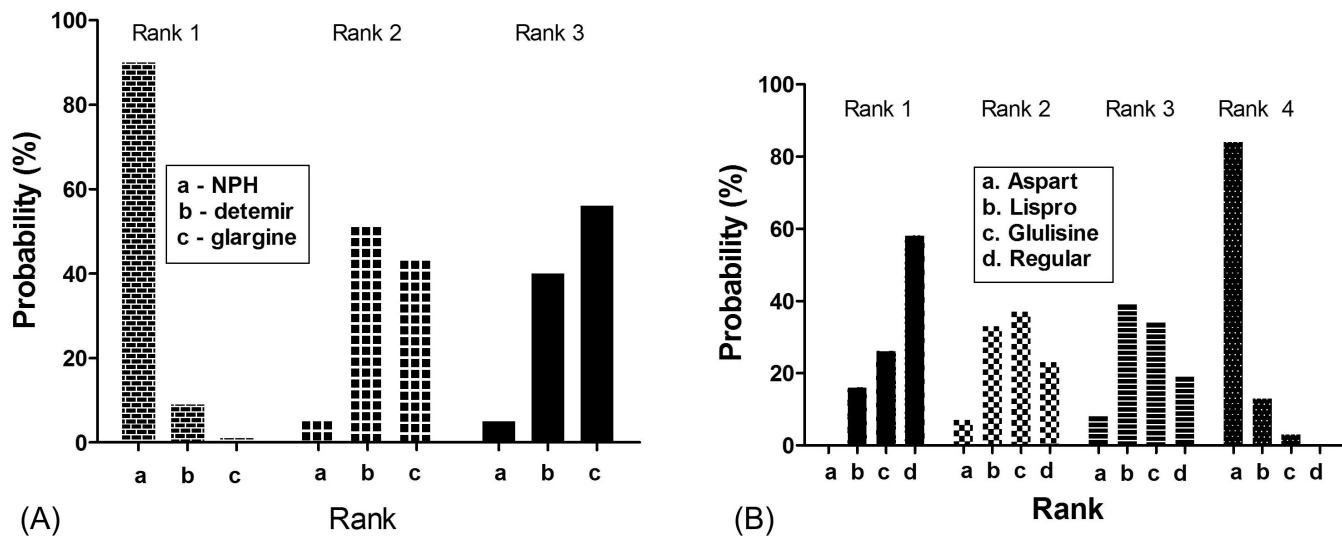 100
80
60
40
20
0
Probability (%)
Rank 1 Rank 2 Rank 3
a - NPH
b - detemir
c - glargine
a b c a b c a b c
(A) Rank
100
80
60
40
20
0
Probability (%)
Rank 1 Rank 2 Rank 3 Rank 4
a. Aspart
b. Lispro
c. Glulisine
d. Regular
a b c d a b c d a b c d a b c d
(B) Rank